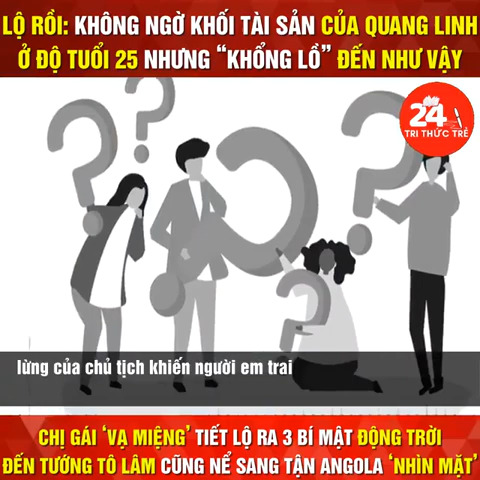 LỘ RỒI: KHÔNG NGỜ KHỐI TÀI SẢN CỦA QUANG LINH
Ở ĐỘ TUỔI 25 NHƯNG “KHỔNG LỒ” ĐẾN NHƯ VẬY
24
TRI THỨC TRẺ
lừng của chủ tịch khiến người em trai
CHỊ GÁI ‘VẠ MIỆNG’ TIẾT LỘ RA 3 BÍ MẬT ĐỘNG TRỜI
ĐẾN TƯỚNG TÔ LÂM CŨNG NỂ SANG TẬN ANGOLA ‘NHÌN MẶT’